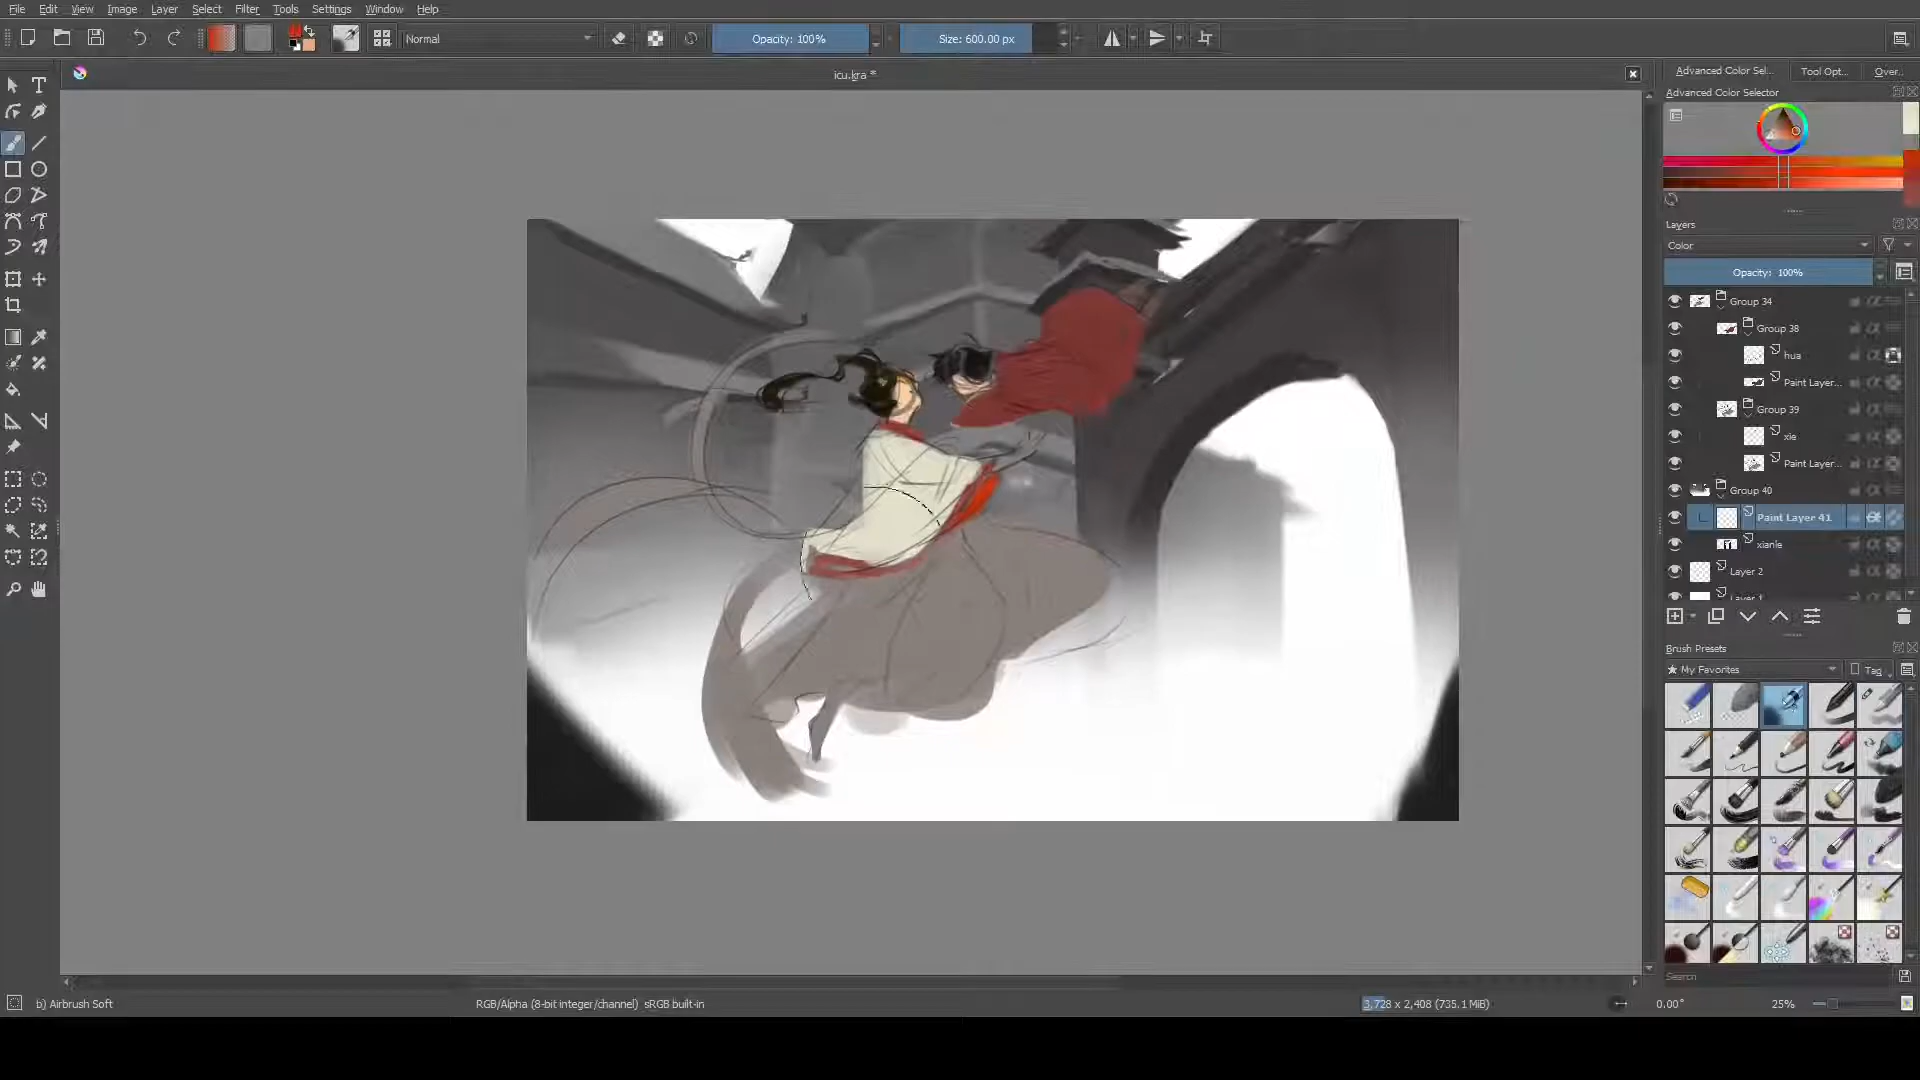 File Edit View Image Layer Select Filter Tools Settings Window Help
Normal
Opacity: 100%
Size: 600.00 px
icu.kra *
Advanced Color Sel... Tool Opt... Over...
Advanced Color Selector
Layers
Color
Opacity: 100%
Group 34
Group 38
hua
Paint Layer...
Group 39
xie
Paint Layer...
Group 40
Paint Layer 41
xianle
Layer 2
Layer 1
Brush Presets
My Favorites
Tag
Search
b) Airbrush Soft
RGB/Alpha (8-bit integer/channel) sRGB built-in
3,728 x 2,408 (735.1 MiB)
0.00°
25%